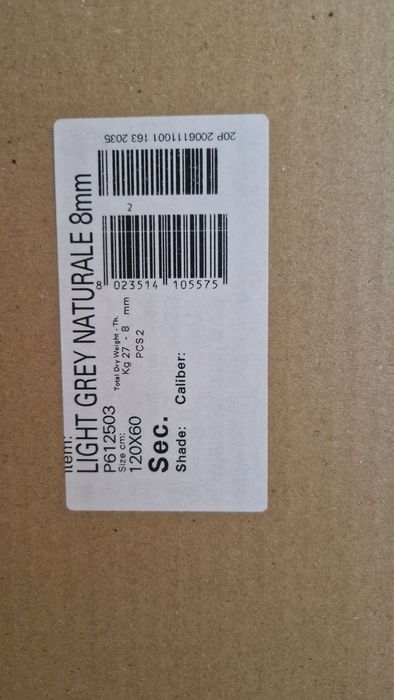 Item:
LIGHT GREY NATURALE 8mm
P612503
Size cm:
120X60
Total Dry Weight - Th.
Kg 27 - 8 mm
PCS 2
Sec.
Shade: Caliber:
2
8 023514 105575
20P 2006111001 163 2035